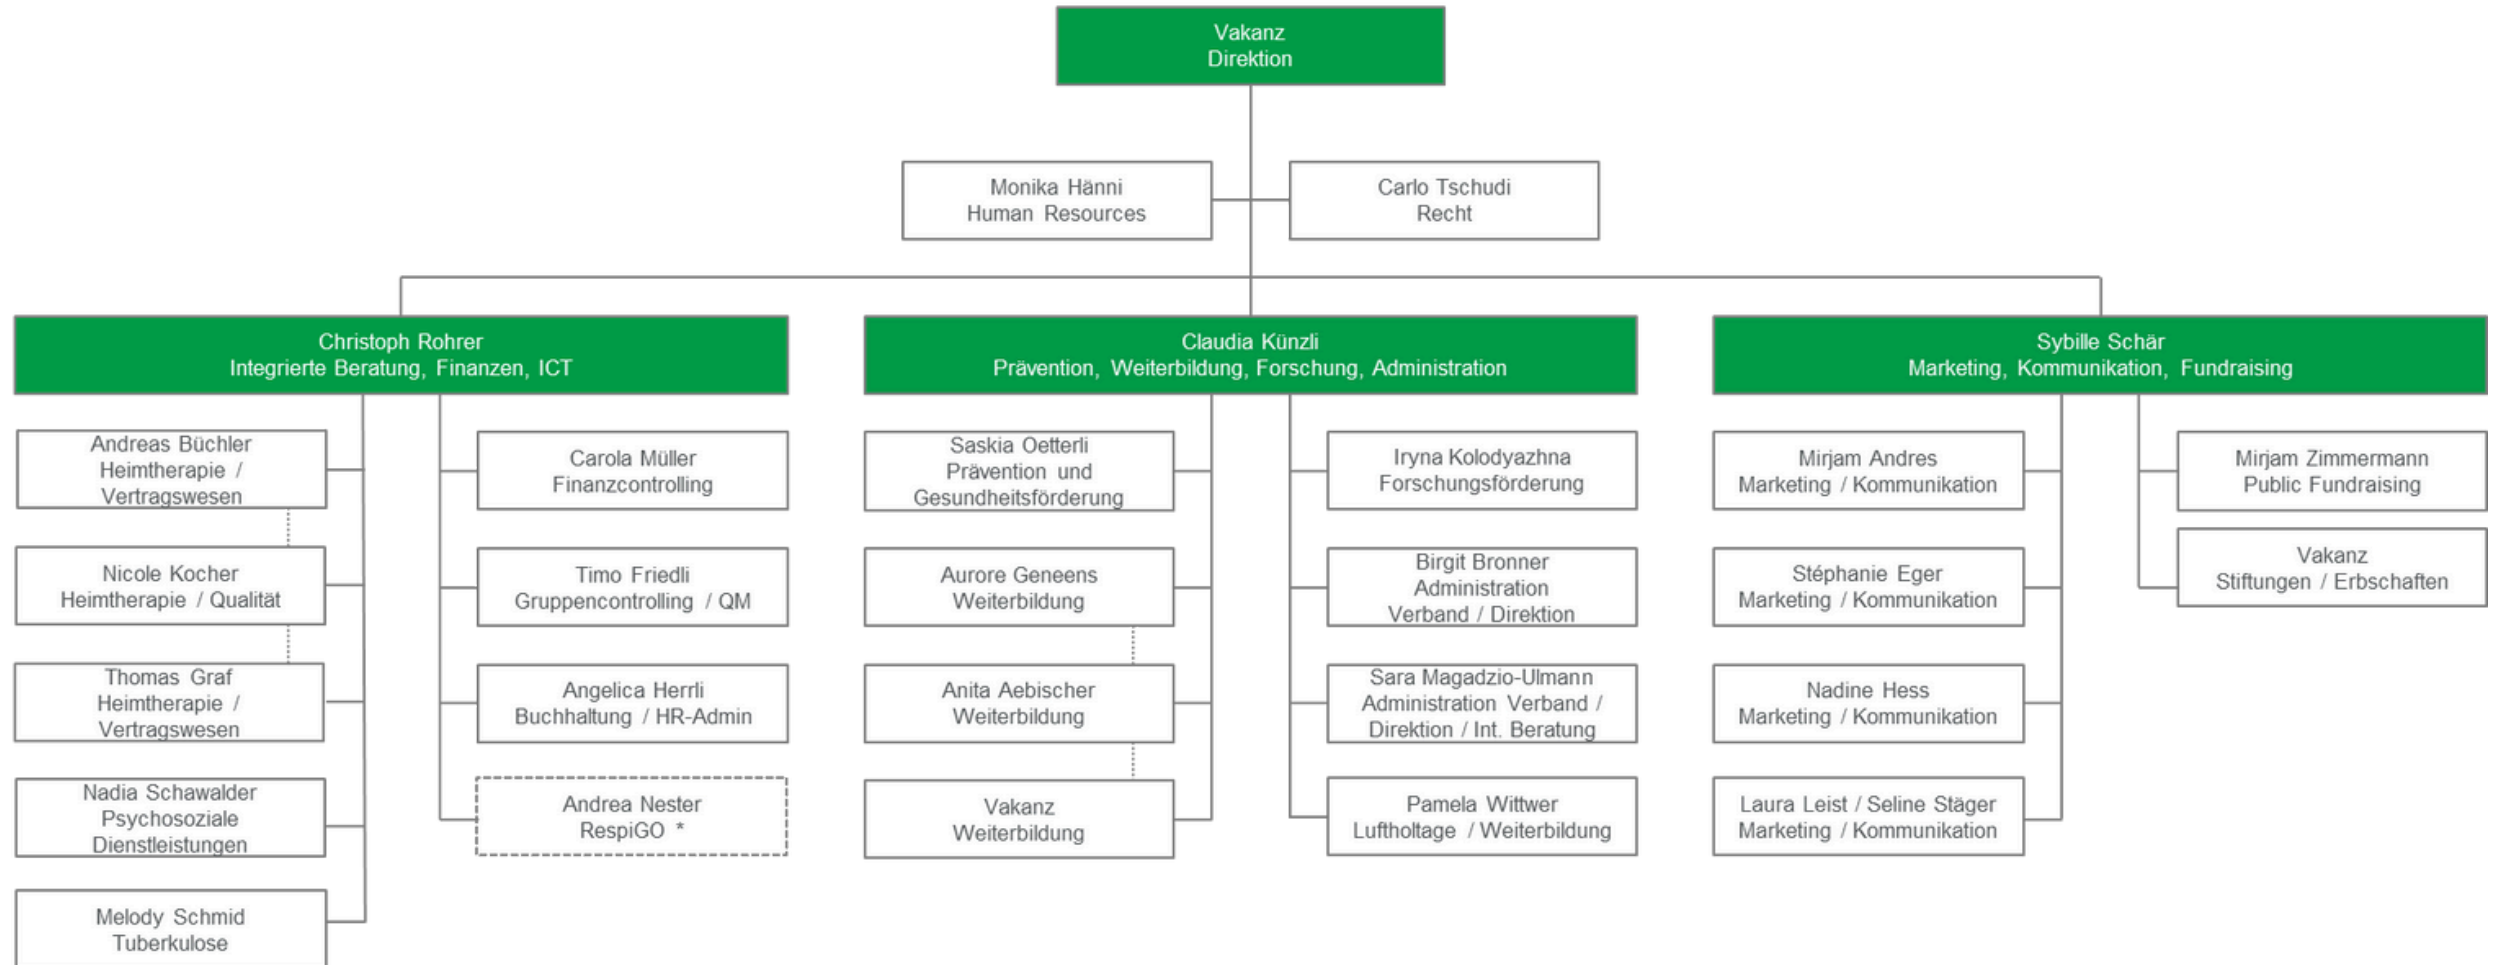 Vakanz
Direktion
Monika Hänni
Human Resources
Carlo Tschudi
Recht
Christoph Rohrer
Integrierte Beratung, Finanzen, ICT
Andreas Büchler
Heimtherapie /
Vertragswesen
Nicole Kocher
Heimtherapie / Qualität
Thomas Graf
Heimtherapie /
Vertragswesen
Nadia Schawalder
Psychosoziale
Dienstleistungen
Melody Schmid
Tuberkulose
Carola Müller
Finanzcontrolling
Timo Friedli
Gruppencontrolling / QM
Angelica Herrli
Buchhaltung / HR-Admin
Andrea Nester
RespiGO *
Claudia Künzli
Prävention, Weiterbildung, Forschung, Administration
Saskia Oetterli
Prävention und
Gesundheitsförderung
Aurore Geneens
Weiterbildung
Anita Aebischer
Weiterbildung
Vakanz
Weiterbildung
Iryna Kolodyazhna
Forschungsförderung
Birgit Bronner
Administration
Verband / Direktion
Sara Magadzio-Ulmann
Administration Verband /
Direktion / Int. Beratung
Pamela Wittwer
Luftholtage / Weiterbildung
Sybille Schär
Marketing, Kommunikation, Fundraising
Mirjam Andres
Marketing / Kommunikation
Stéphanie Eger
Marketing / Kommunikation
Nadine Hess
Marketing / Kommunikation
Laura Leist / Seline Stäger
Marketing / Kommunikation
Mirjam Zimmermann
Public Fundraising
Vakanz
Stiftungen / Erbschaften